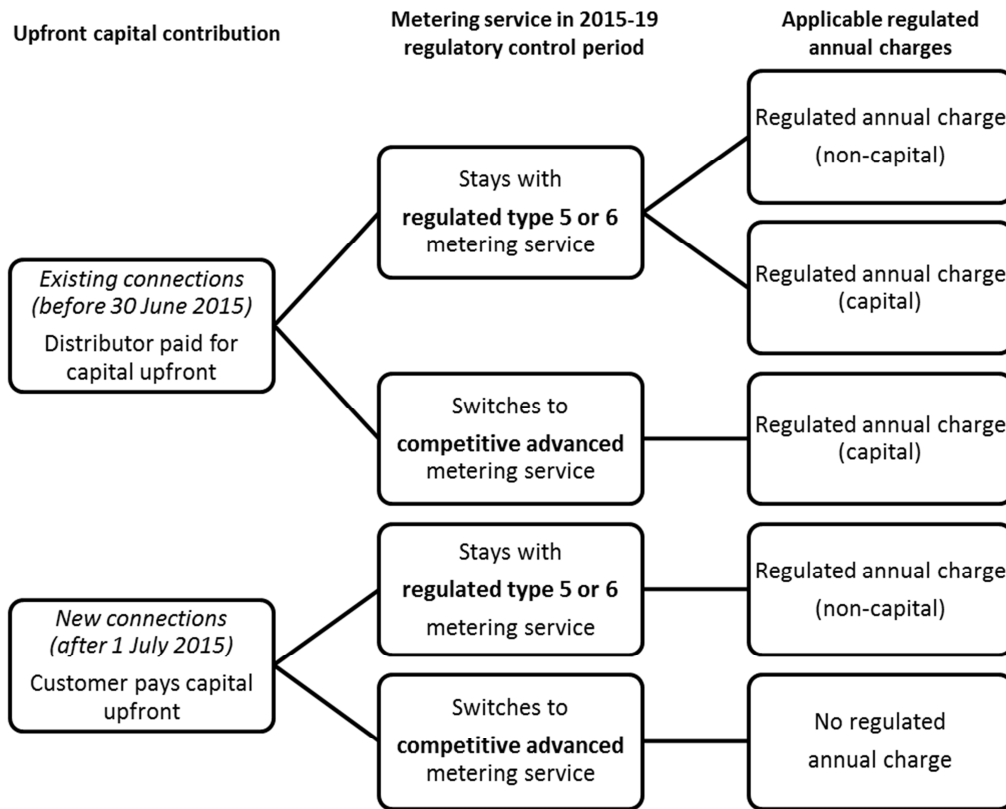 Upfront capital contribution
Metering service in 2015-19
regulatory control period
Applicable regulated
annual charges
Existing connections
(before 30 June 2015)
Distributor paid for
capital upfront
Stays with
regulated type 5 or 6
metering service
Regulated annual charge
(non-capital)
Regulated annual charge
(capital)
Switches to
competitive advanced
metering service
Regulated annual charge
(capital)
New connections
(after 1 July 2015)
Customer pays capital
upfront
Stays with
regulated type 5 or 6
metering service
Regulated annual charge
(non-capital)
Switches to
competitive advanced
metering service
No regulated
annual charge